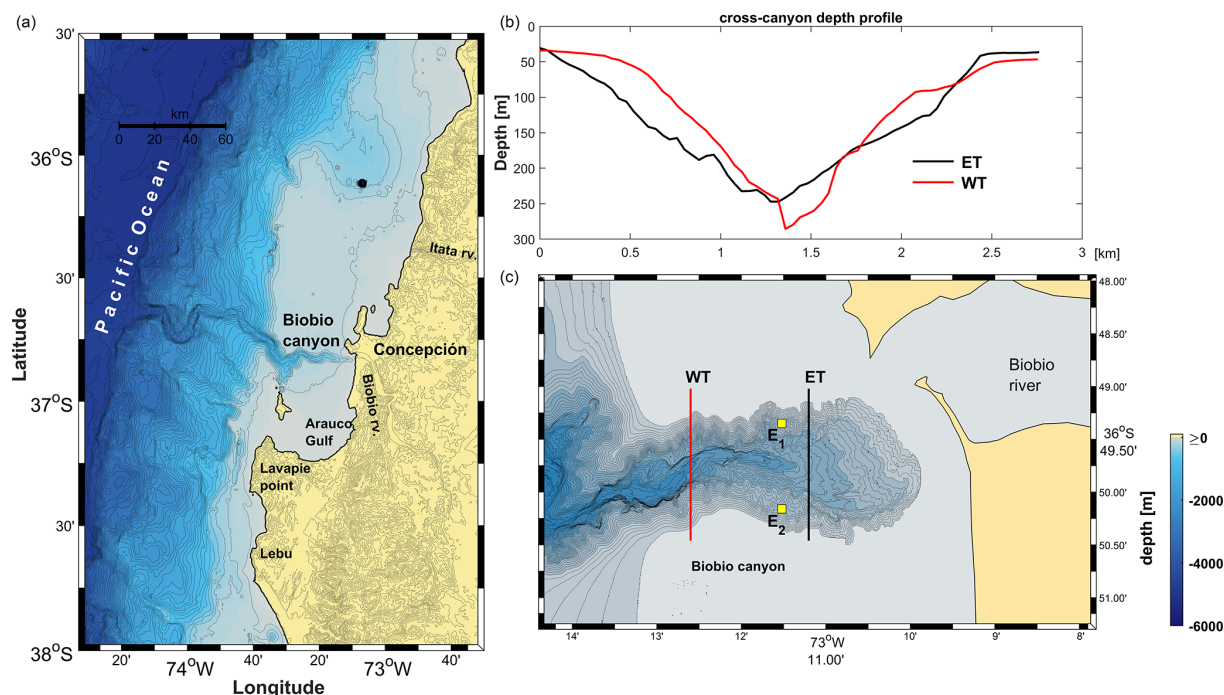 (a)
35.5'
30'
36°S
30'
37°S
30'
38°S
Latitude
20'
74°W
40'
20'
73°W
40'
Longitude
km
0 20 40 60
Pacific Ocean
Itata rv.
Biobio
canyon
Concepción
Biobio rv.
Arauco
Gulf
Lavapie
point
Lebu
(b)
cross-canyon depth profile
Depth [m]
0
50
100
150
200
250
300
0 0.5 1 1.5 2 2.5 3
[km]
ET
WT
(c)
WT
ET
E1
E2
Biobio
river
Biobio canyon
48.00'
48.50'
49.00'
36°S
49.50'
50.00'
50.50'
51.00'
14' 13' 12' 73°W 10' 9' 8'
11.00'
≥0
-2000
-4000
-6000
depth [m]